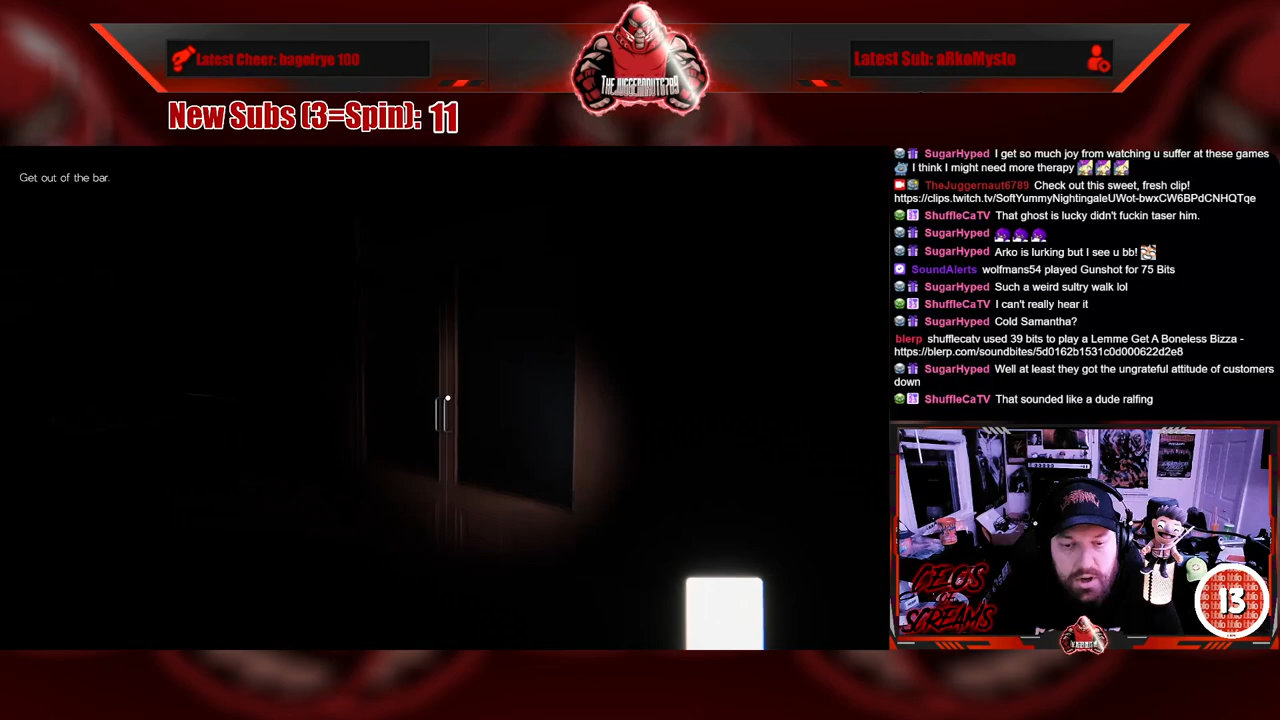 Latest Cheer: bagofrye 100
THEJUGGERNAUT6789
Latest Sub: aRkoMysto
New Subs (3=Spin): 11
Get out of the bar.
SugarHyped I get so much joy from watching u suffer at these games
I think I might need more therapy
TheJuggernaut6789 Check out this sweet, fresh clip!
https://clips.twitch.tv/SoftYummyNightingaleUWot-bwxCW6BPdCNHQTqe
ShuffleCaTV That ghost is lucky didn't fuckin taser him.
SugarHyped
SugarHyped Arko is lurking but I see u bb!
SoundAlerts wolfmans54 played Gunshot for 75 Bits
SugarHyped Such a weird sultry walk lol
ShuffleCaTV I can't really hear it
SugarHyped Cold Samantha?
blerp shufflecatv used 39 bits to play a Lemme Get A Boneless Bizza -
https://blerp.com/soundbites/5d0162b1531c0d000622d2e8
SugarHyped Well at least they got the ungrateful attitude of customers
down
ShuffleCaTV That sounded like a dude ralfing
SCREAMS
13